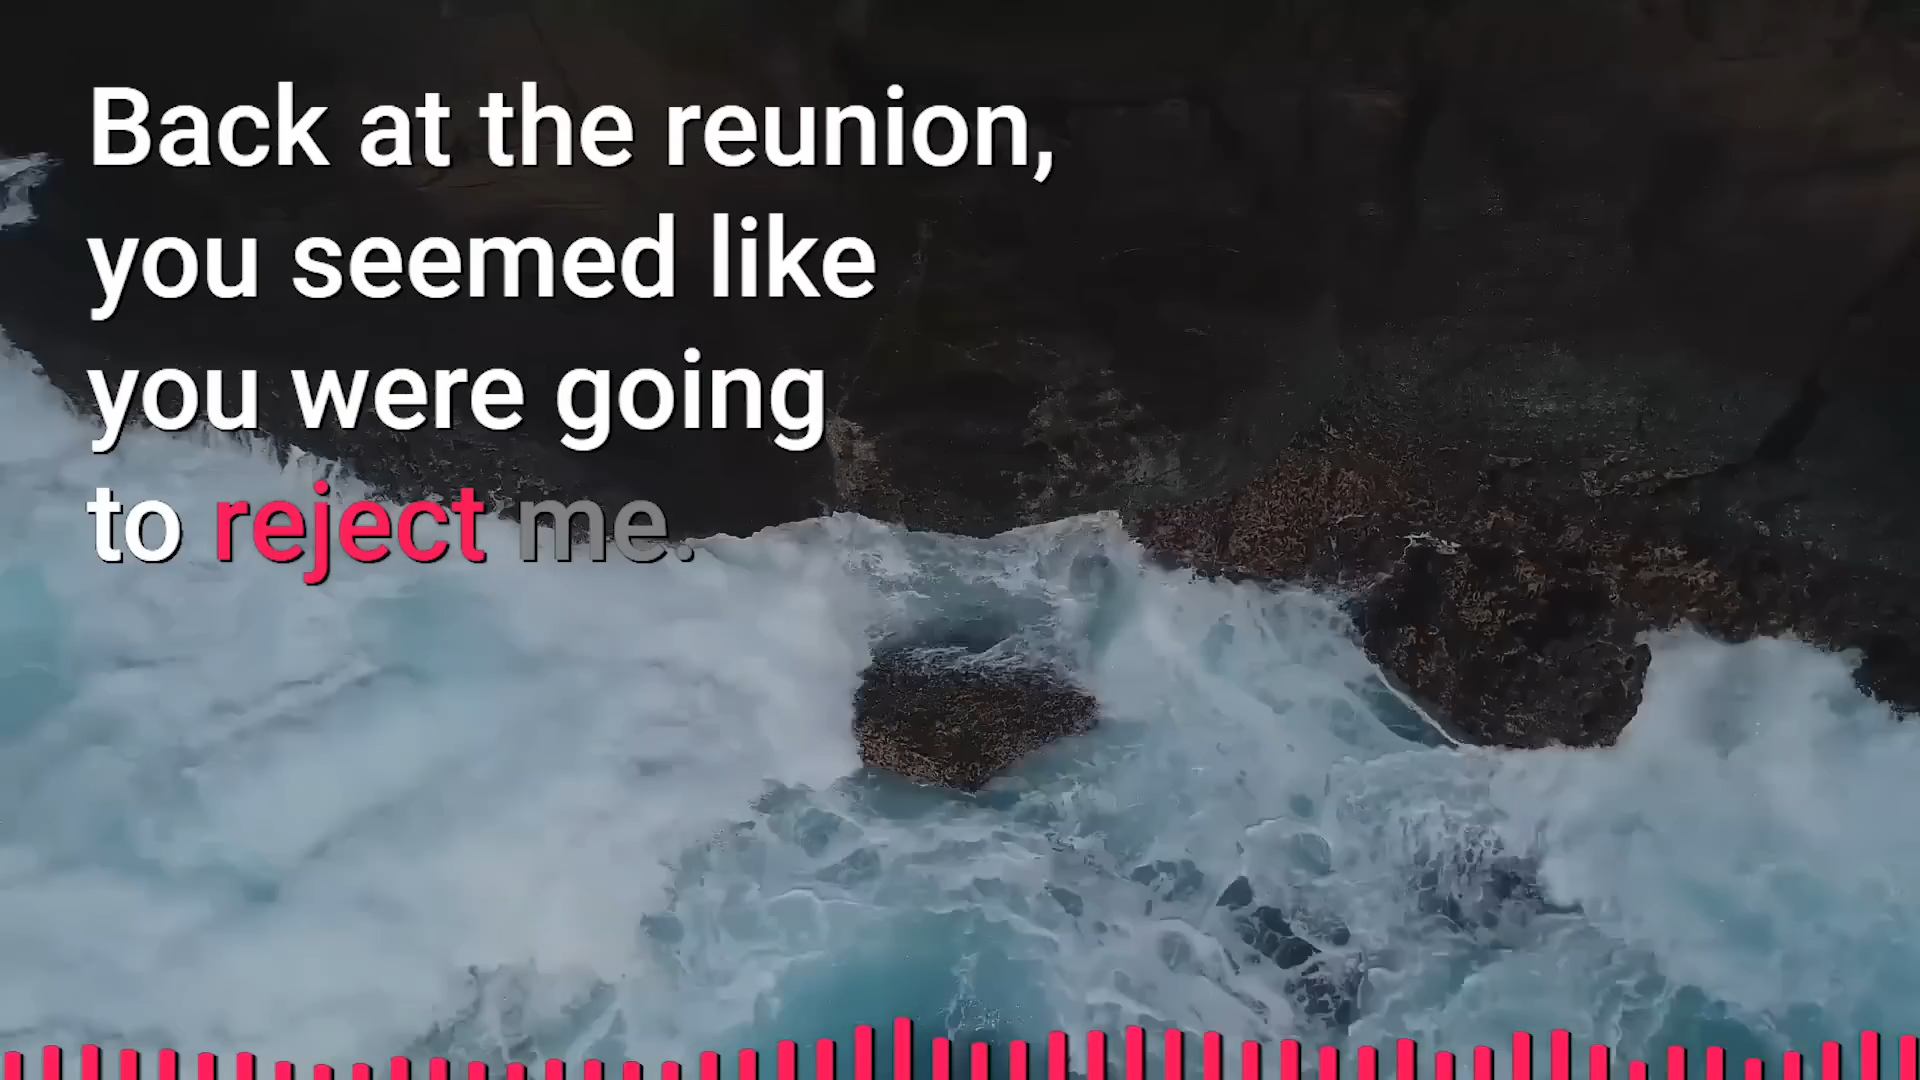 Back at the reunion,
you seemed like
you were going
to reject me.